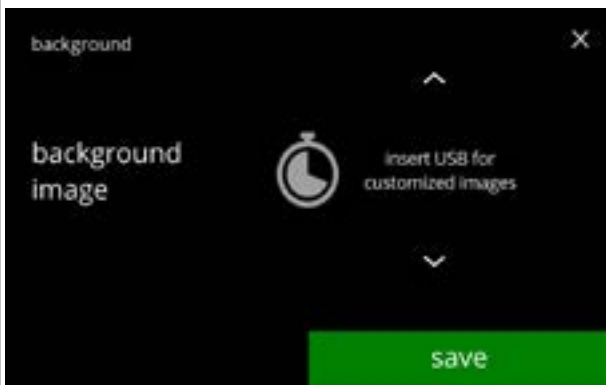 background
background
image
insert USB for
customized images
save